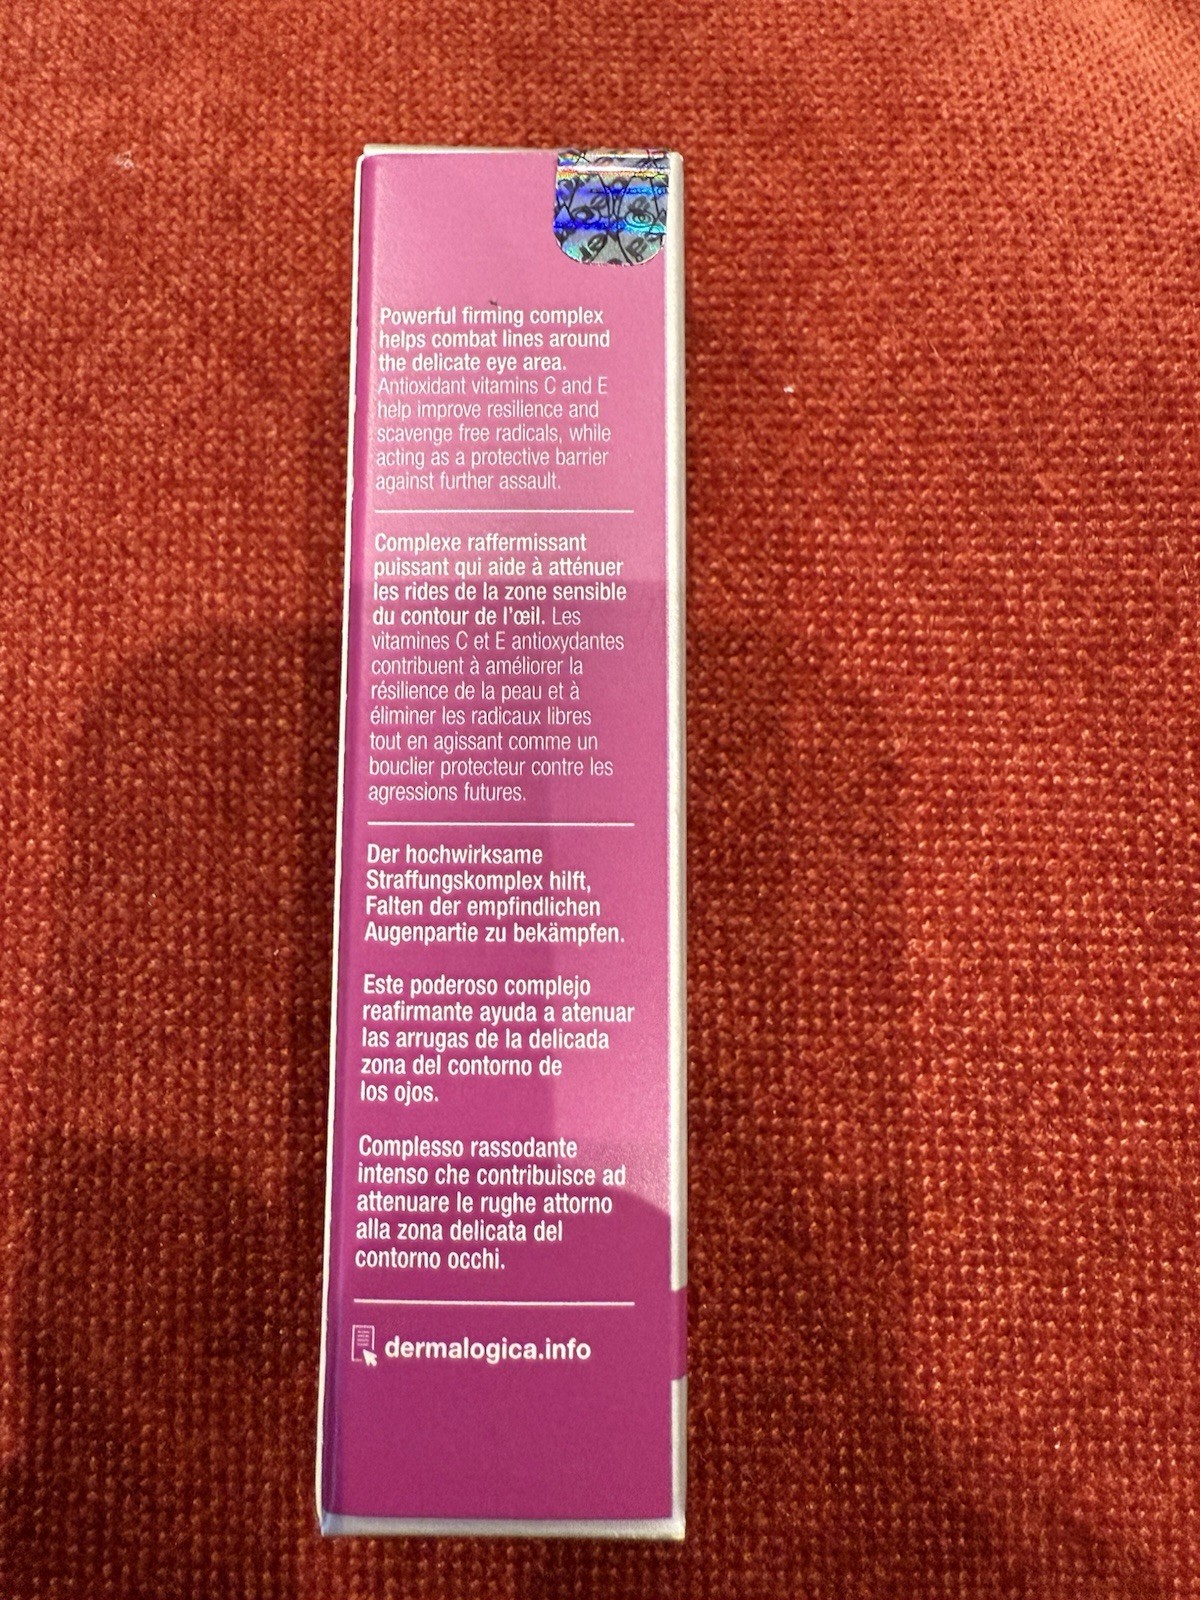 Powerful firming complex
helps combat lines around
the delicate eye area.
Antioxidant vitamins C and E
help improve resilience and
scavenge free radicals, while
acting as a protective barrier
against further assault.
Complexe raffermissant
puissant qui aide à atténuer
les rides de la zone sensible
du contour de l'œil. Les
vitamines C et E antioxydantes
contribuent à améliorer la
résilience de la peau et à
éliminer les radicaux libres
tout en agissant comme un
bouclier protecteur contre les
agressions futures.
Der hochwirksame
Straffungskomplex hilft,
Falten der empfindlichen
Augenpartie zu bekämpfen.
Este poderoso complejo
reafirmante ayuda a atenuar
las arrugas de la delicada
zona del contorno de
los ojos.
Complesso rassodante
intenso che contribuisce ad
attenuare le rughe attorno
alla zona delicata del
contorno occhi.
dermalogica.info